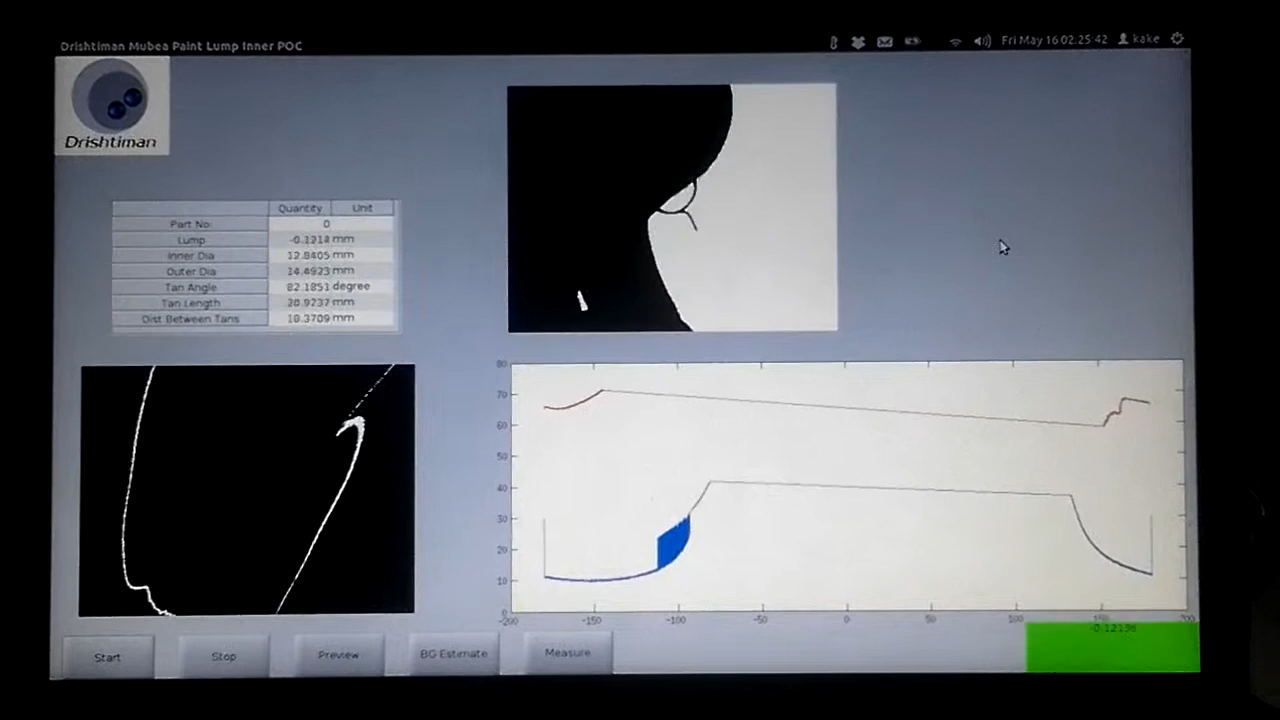 Drishtiman Mubea Paint Lump Inner POC
Fri May 16 02.25.42 kake
Drishtiman
Quantity Unit
Part No: 0
Lump -0.1214 mm
Inner Dia 12.8405 mm
Outer Dia 14.4923 mm
Tan Angle 82.1851 degree
Tan Length 20.9737 mm
Dist Between Tans 18.3709 mm
80
70
60
50
40
30
20
10
0
-200 -150 -100 -50 0 50 100 150 200
Start Stop Preview BG Estimate Measure